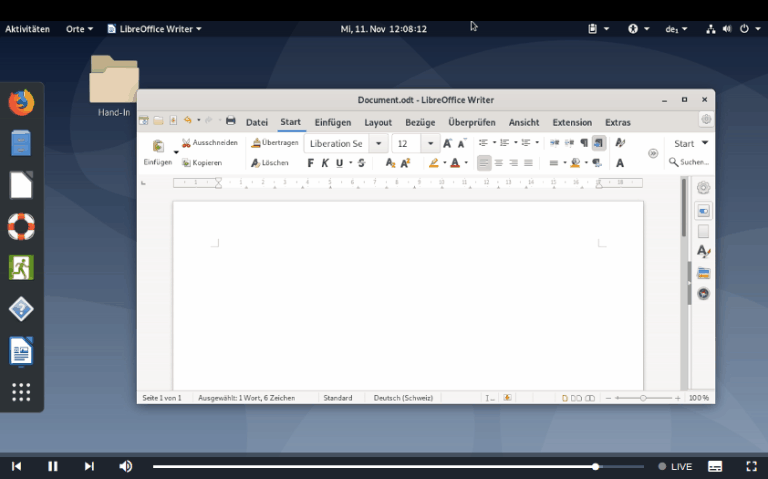 Aktivitäten Orte LibreOffice Writer Mi, 11. Nov 12:08:12 de₁
Hand-In
Document.odt - LibreOffice Writer
Datei Start Einfügen Layout Bezüge Überprüfen Ansicht Extension Extras
Ausschneiden Übertragen Liberation Se 12 Start
Einfügen Kopieren Löschen F K U S Suchen...
Seite 1 von 1 Ausgewählt: 1 Wort, 6 Zeichen Standard Deutsch (Schweiz) 100 %
LIVE